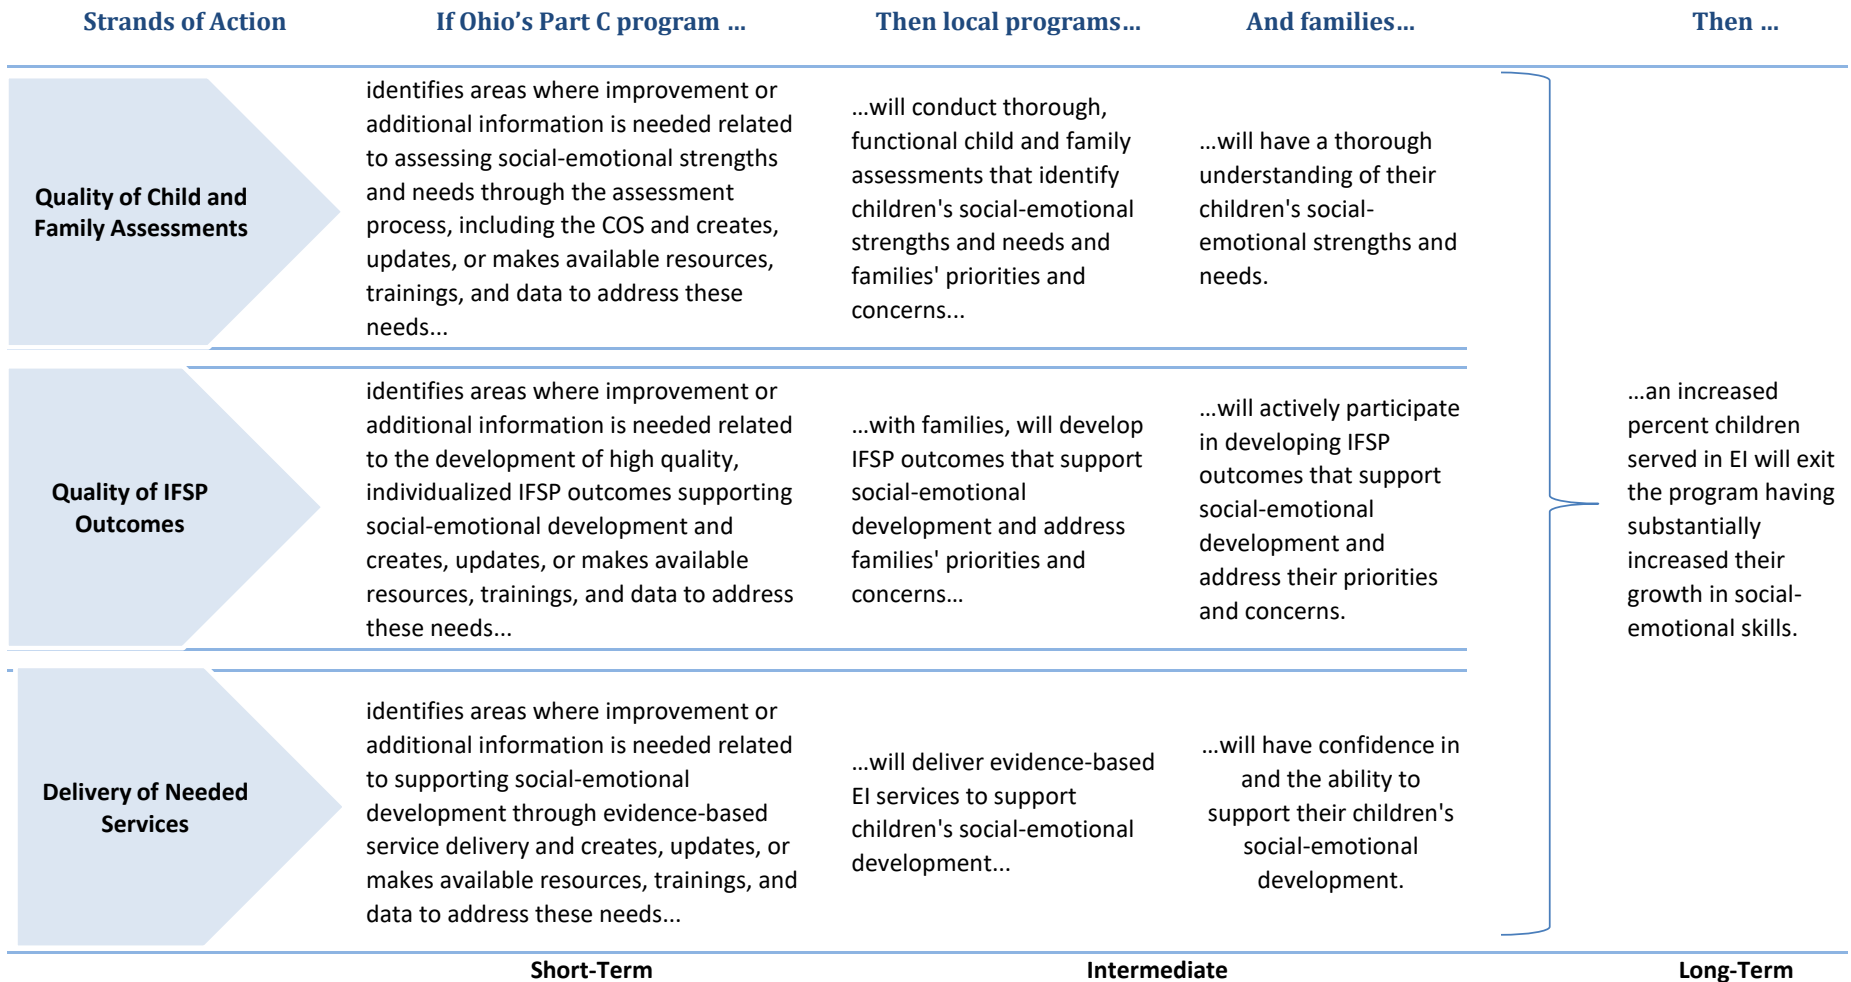 Strands of Action
If Ohio's Part C program ...
Then local programs...
And families...
Then ...
Quality of Child and
Family Assessments
identifies areas where improvement or
additional information is needed related
to assessing social-emotional strengths
and needs through the assessment
process, including the COS and creates,
updates, or makes available resources,
trainings, and data to address these
needs...
...will conduct thorough,
functional child and family
assessments that identify
children's social-emotional
strengths and needs and
families' priorities and
concerns...
...will have a thorough
understanding of their
children's social-
emotional strengths and
needs.
Quality of IFSP
Outcomes
identifies areas where improvement or
additional information is needed related
to the development of high quality,
individualized IFSP outcomes supporting
social-emotional development and
creates, updates, or makes available
resources, trainings, and data to address
these needs...
...with families, will develop
IFSP outcomes that support
social-emotional
development and address
families' priorities and
concerns...
...will actively participate
in developing IFSP
outcomes that support
social-emotional
development and
address their priorities
and concerns.
Delivery of Needed
Services
identifies areas where improvement or
additional information is needed related
to supporting social-emotional
development through evidence-based
service delivery and creates, updates, or
makes available resources, trainings, and
data to address these needs...
...will deliver evidence-based
EI services to support
children's social-emotional
development...
...will have confidence in
and the ability to
support their children's
social-emotional
development.
...an increased
percent children
served in EI will exit
the program having
substantially
increased their
growth in social-
emotional skills.
Short-Term
Intermediate
Long-Term